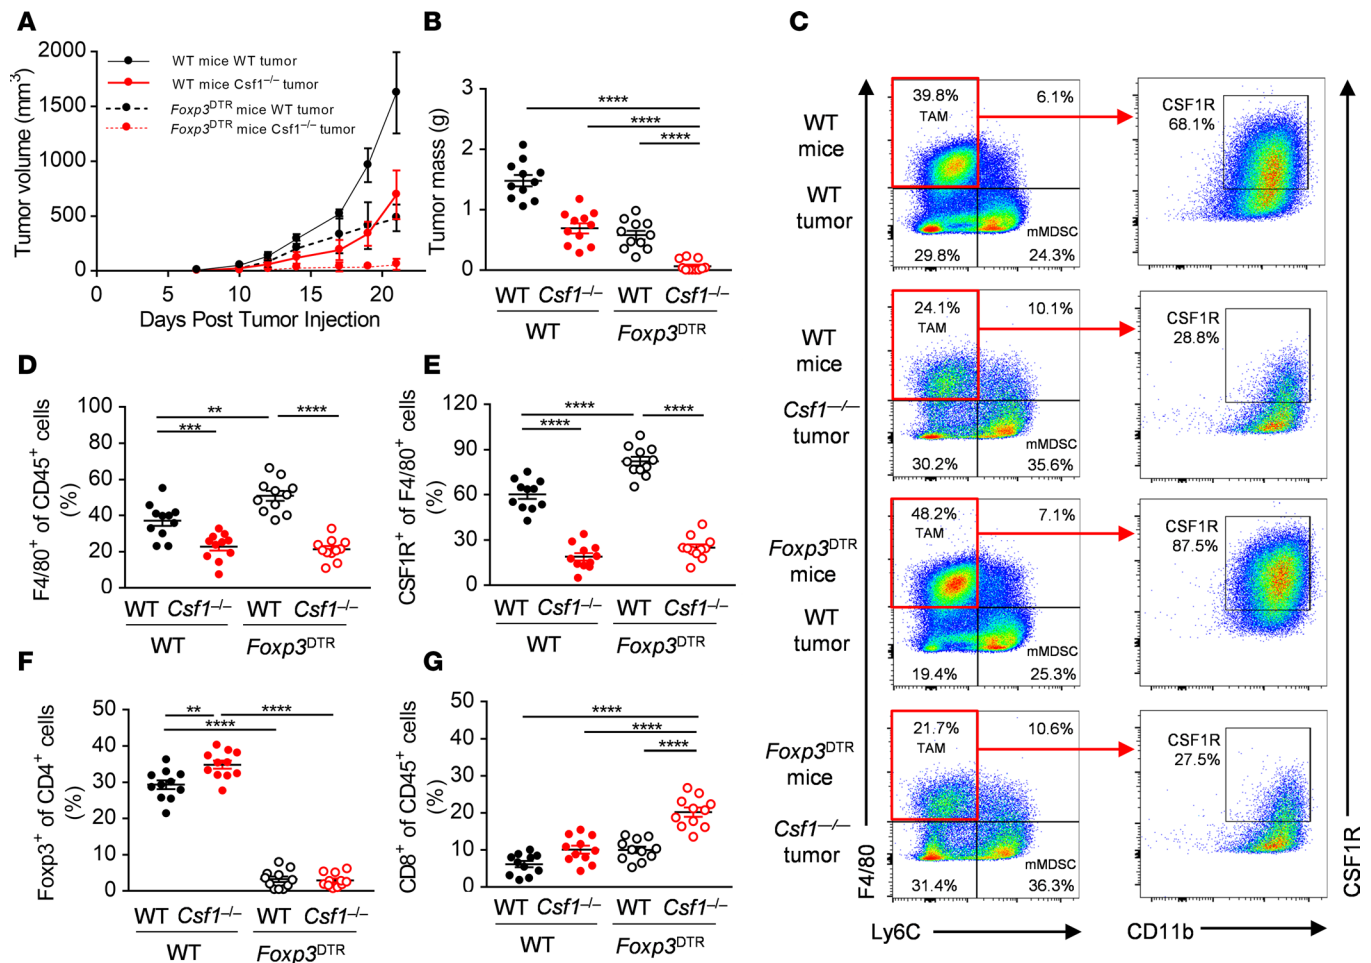 A
Tumor volume (mm³)
2000
1500
1000
500
0
0 5 10 15 20
Days Post Tumor Injection
WT mice WT tumor
WT mice Csf1⁻/⁻ tumor
Foxp3ᴰᵀᴿ mice WT tumor
Foxp3ᴰᵀᴿ mice Csf1⁻/⁻ tumor
B
Tumor mass (g)
3
2
1
0
****
****
****
WT Csf1⁻/⁻ WT Csf1⁻/⁻
WT Foxp3ᴰᵀᴿ
C
WT
mice
WT
tumor
39.8%
TAM
6.1%
29.8%
mMDSC
24.3%
CSF1R
68.1%
WT
mice
Csf1⁻/⁻
tumor
24.1%
TAM
10.1%
30.2%
mMDSC
35.6%
CSF1R
28.8%
Foxp3ᴰᵀᴿ
mice
WT
tumor
48.2%
TAM
7.1%
19.4%
mMDSC
25.3%
CSF1R
87.5%
Foxp3ᴰᵀᴿ
mice
Csf1⁻/⁻
tumor
21.7%
TAM
10.6%
31.4%
mMDSC
36.3%
CSF1R
27.5%
F4/80
Ly6C
CD11b
CSF1R
D
F4/80⁺ of CD45⁺ cells
(%)
100
80
60
40
20
0
** ****
***
WT Csf1⁻/⁻ WT Csf1⁻/⁻
WT Foxp3ᴰᵀᴿ
E
CSF1R⁺ of F4/80⁺ cells
(%)
120
90
60
30
0
**** ****
****
WT Csf1⁻/⁻ WT Csf1⁻/⁻
WT Foxp3ᴰᵀᴿ
F
Foxp3⁺ of CD4⁺ cells
(%)
50
40
30
20
10
0
** ****
****
WT Csf1⁻/⁻ WT Csf1⁻/⁻
WT Foxp3ᴰᵀᴿ
G
CD8⁺ of CD45⁺ cells
(%)
50
40
30
20
10
0
****
****
****
WT Csf1⁻/⁻ WT Csf1⁻/⁻
WT Foxp3ᴰᵀᴿ